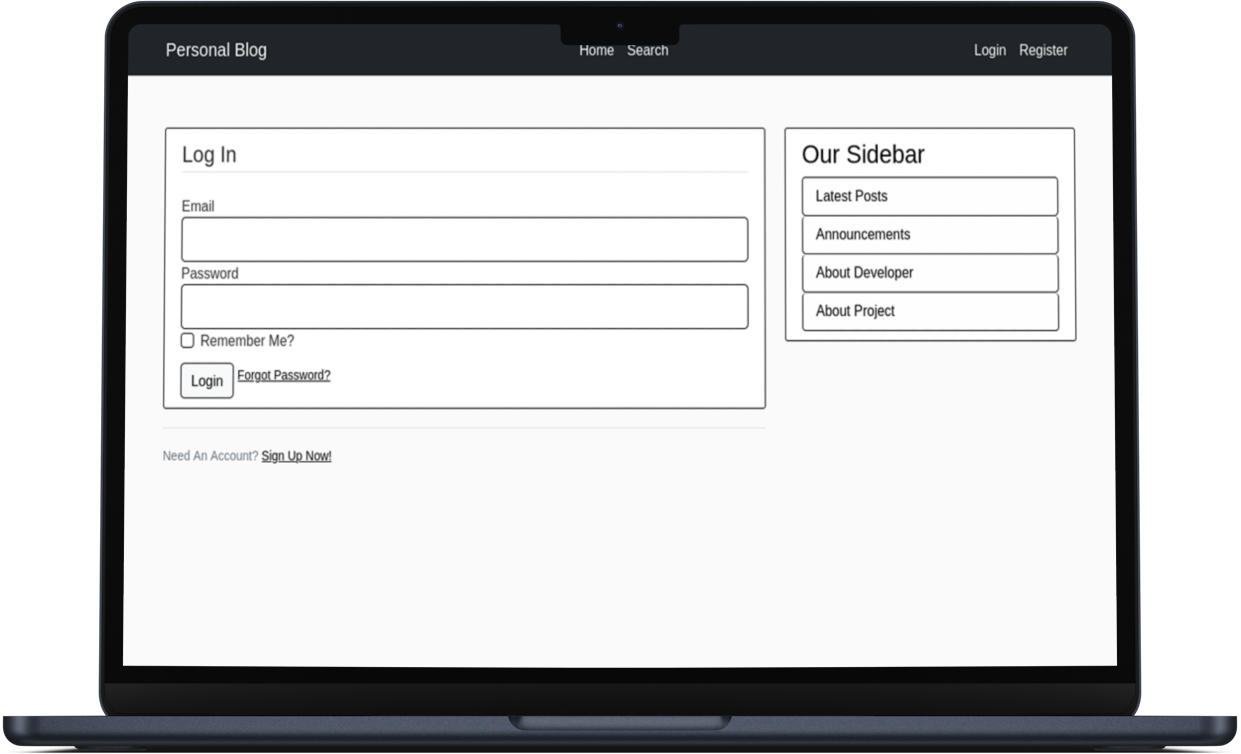 Personal Blog
Home Search
Login Register
Log In
Email
Password
Remember Me?
Login Forgot Password?
Need An Account? Sign Up Now!
Our Sidebar
Latest Posts
Announcements
About Developer
About Project